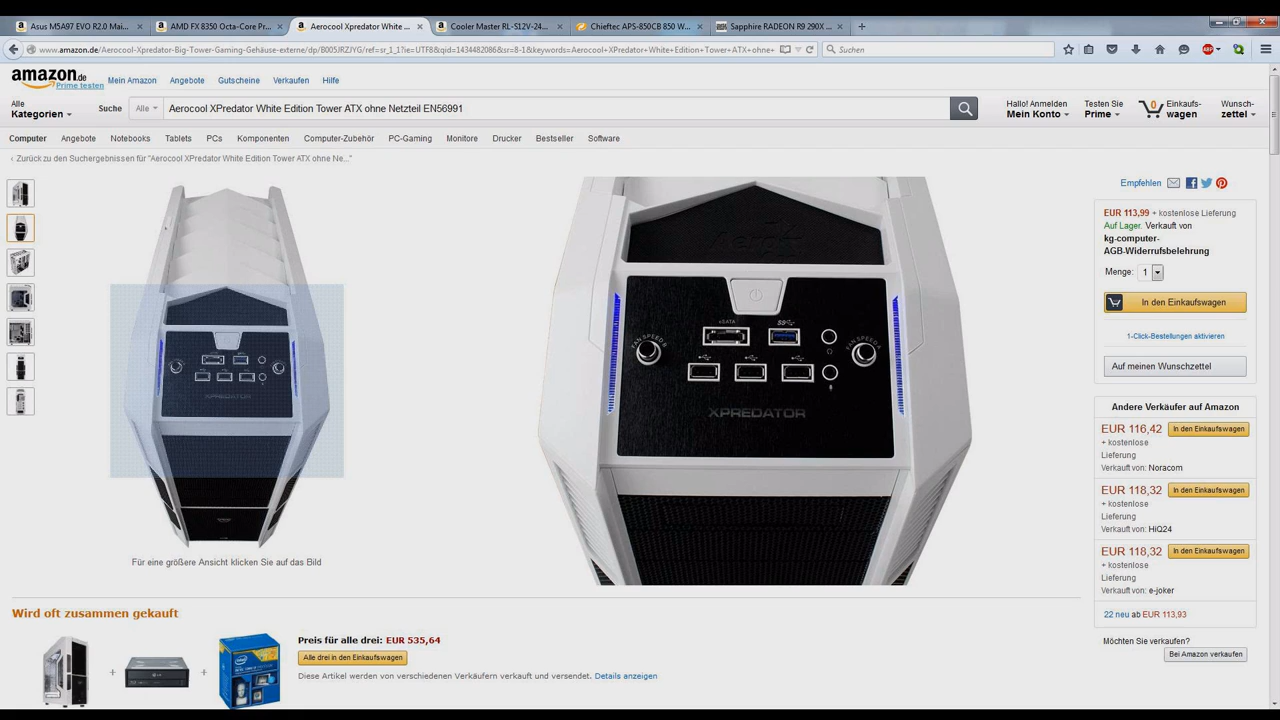 Asus M5A97 EVO R2.0 Mai...
AMD FX 8350 Octa-Core Pr...
Aerocool Xpredator White ...
Cooler Master RL-S12V-24...
Chieftec APS-850CB 850 W...
Sapphire RADEON R9 290X ...
www.amazon.de/Aerocool-Xpredator-Big-Tower-Gaming-Gehäuse-externe/dp/B005JRZJYG/ref=sr_1_1?ie=UTF8&qid=1434482086&sr=8-1&keywords=Aerocool+XPredator+White+Edition+Tower+ATX+ohne+
Suchen
ABP
amazon.de
Prime testen
Mein Amazon
Angebote
Gutscheine
Verkaufen
Hilfe
Alle
Kategorien
Suche
Alle
Aerocool XPredator White Edition Tower ATX ohne Netzteil EN56991
Hallo! Anmelden
Mein Konto
Testen Sie
Prime
0
Einkaufs-
wagen
Wunsch-
zettel
Computer
Angebote
Notebooks
Tablets
PCs
Komponenten
Computer-Zubehör
PC-Gaming
Monitore
Drucker
Bestseller
Software
‹ Zurück zu den Suchergebnissen für "Aerocool XPredator White Edition Tower ATX ohne Ne..."
eSATA
SS
FAN SPEED
FAN SPEED
XPREDATOR
Für eine größere Ansicht klicken Sie auf das Bild
Empfehlen
EUR 113,99 + kostenlose Lieferung
Auf Lager. Verkauft von
kg-computer-
AGB-Widerrufsbelehrung
Menge: 1
In den Einkaufswagen
1-Click-Bestellungen aktivieren
Auf meinen Wunschzettel
Andere Verkäufer auf Amazon
EUR 116,42 In den Einkaufswagen
+ kostenlose
Lieferung
Verkauft von: Noracom
EUR 118,32 In den Einkaufswagen
+ kostenlose
Lieferung
Verkauft von: HiQ24
EUR 118,32 In den Einkaufswagen
+ kostenlose
Lieferung
Verkauft von: e-joker
22 neu ab EUR 113,93
Möchten Sie verkaufen?
Bei Amazon verkaufen
Wird oft zusammen gekauft
+
+
Preis für alle drei: EUR 535,64
Alle drei in den Einkaufswagen
Diese Artikel werden von verschiedenen Verkäufern verkauft und versendet. Details anzeigen